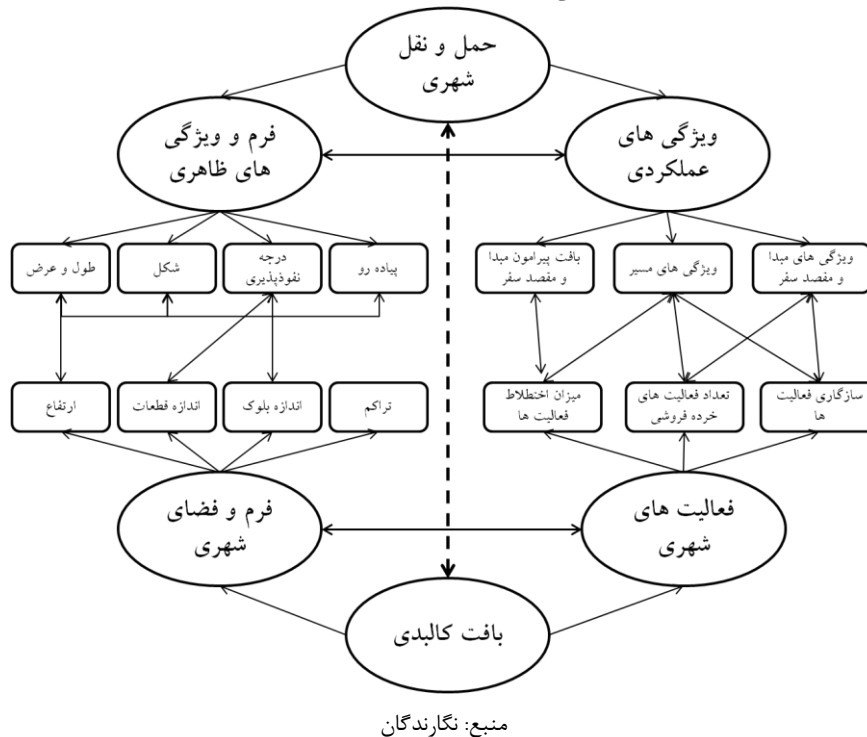 حمل و نقل
شهری
ویژگی های
عملکردی
فرم و ویژگی
های ظاهری
ویژگی های مبدا
و مقصد سفر
ویژگی های مسیر
بافت پیرامون مبدا
و مقصد سفر
پیاده رو
درجه
نفوذپذیری
شکل
طول و عرض
سازگاری فعالیت
ها
تعداد فعالیت های
خرده فروشی
میزان اختطلاط
فعالیت ها
تراکم
اندازه بلوک
اندازه قطعات
ارتفاع
فعالیت های
شهری
فرم و فضای
شهری
بافت کالبدی
منبع: نگارندگان